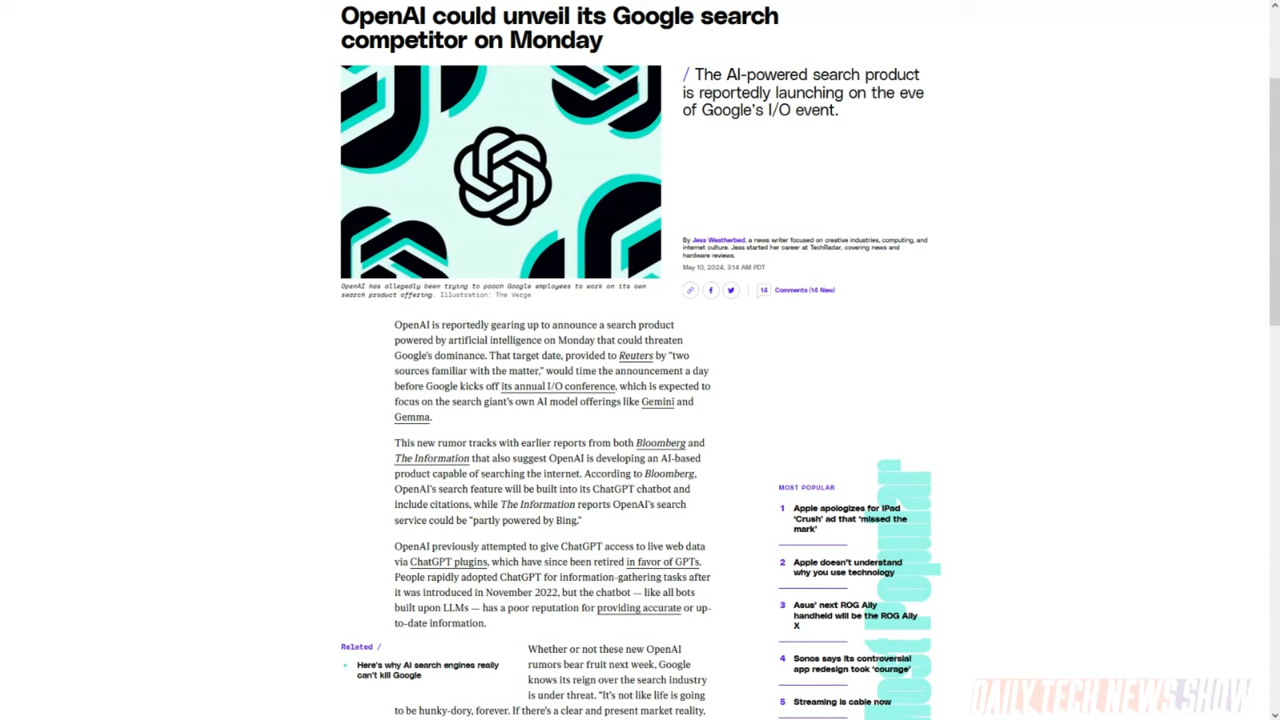 OpenAI could unveil its Google search
competitor on Monday
/ The AI-powered search product
is reportedly launching on the eve
of Google's I/O event.
By Jess Weatherbed, a news writer focused on creative industries, computing, and
internet culture. Jess started her career at TechRadar, covering news and
hardware reviews.
May 10, 2024, 3:14 AM PDT
14 Comments (14 New)
OpenAI has allegedly been trying to poach Google employees to work on its own
search product offering. Illustration: The Verge
OpenAI is reportedly gearing up to announce a search product
powered by artificial intelligence on Monday that could threaten
Google's dominance. That target date, provided to Reuters by "two
sources familiar with the matter," would time the announcement a day
before Google kicks off its annual I/O conference, which is expected to
focus on the search giant's own AI model offerings like Gemini and
Gemma.
This new rumor tracks with earlier reports from both Bloomberg and
The Information that also suggest OpenAI is developing an AI-based
product capable of searching the internet. According to Bloomberg,
OpenAI's search feature will be built into its ChatGPT chatbot and
include citations, while The Information reports OpenAI's search
service could be "partly powered by Bing."
OpenAI previously attempted to give ChatGPT access to live web data
via ChatGPT plugins, which have since been retired in favor of GPTs.
People rapidly adopted ChatGPT for information-gathering tasks after
it was introduced in November 2022, but the chatbot — like all bots
built upon LLMs — has a poor reputation for providing accurate or up-
to-date information.
Related /
Here's why AI search engines really
can't kill Google
Whether or not these new OpenAI
rumors bear fruit next week, Google
knows its reign over the search industry
is under threat. "It's not like life is going
to be hunky-dory, forever. If there's a clear and present market reality,
MOST POPULAR
1 Apple apologizes for iPad
'Crush' ad that 'missed the
mark'
2 Apple doesn't understand
why you use technology
3 Asus' next ROG Ally
handheld will be the ROG Ally
X
4 Sonos says its controversial
app redesign took 'courage'
5 Streaming is cable now
Most Popular
DAILY TECH NEWS SHOW